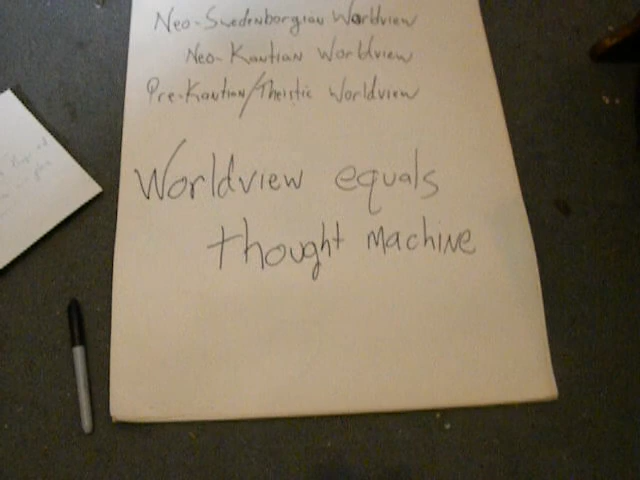 Neo-Swedenborgian Worldview
Neo-Kantian Worldview
Pre-Kantian/Theistic Worldview
Worldview equals
thought machine